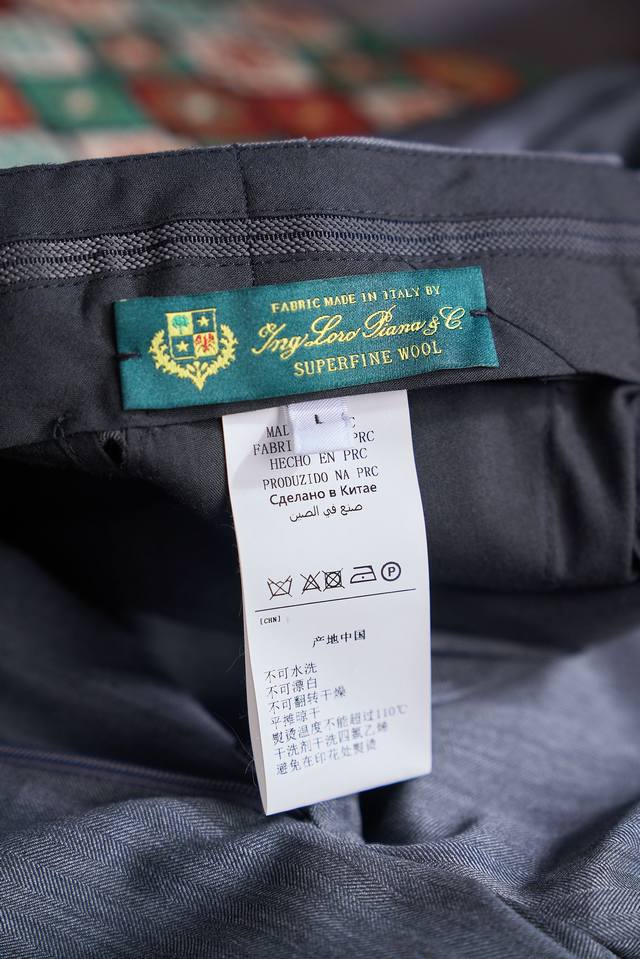 FABRIC MADE IN ITALY BY
Ing Loro Piana & C.
SUPERFINE WOOL
L
PRC
HECHO EN PRC
PRODUZIDO NA PRC
Сделано в Китае
صنع في الصين
P
[CHN]
产地中国
不可水洗
不可漂白
不可翻转干燥
平摊晾干
熨烫温度不能超过110℃
干洗剂干洗四氯乙烯
避免在印花处熨烫